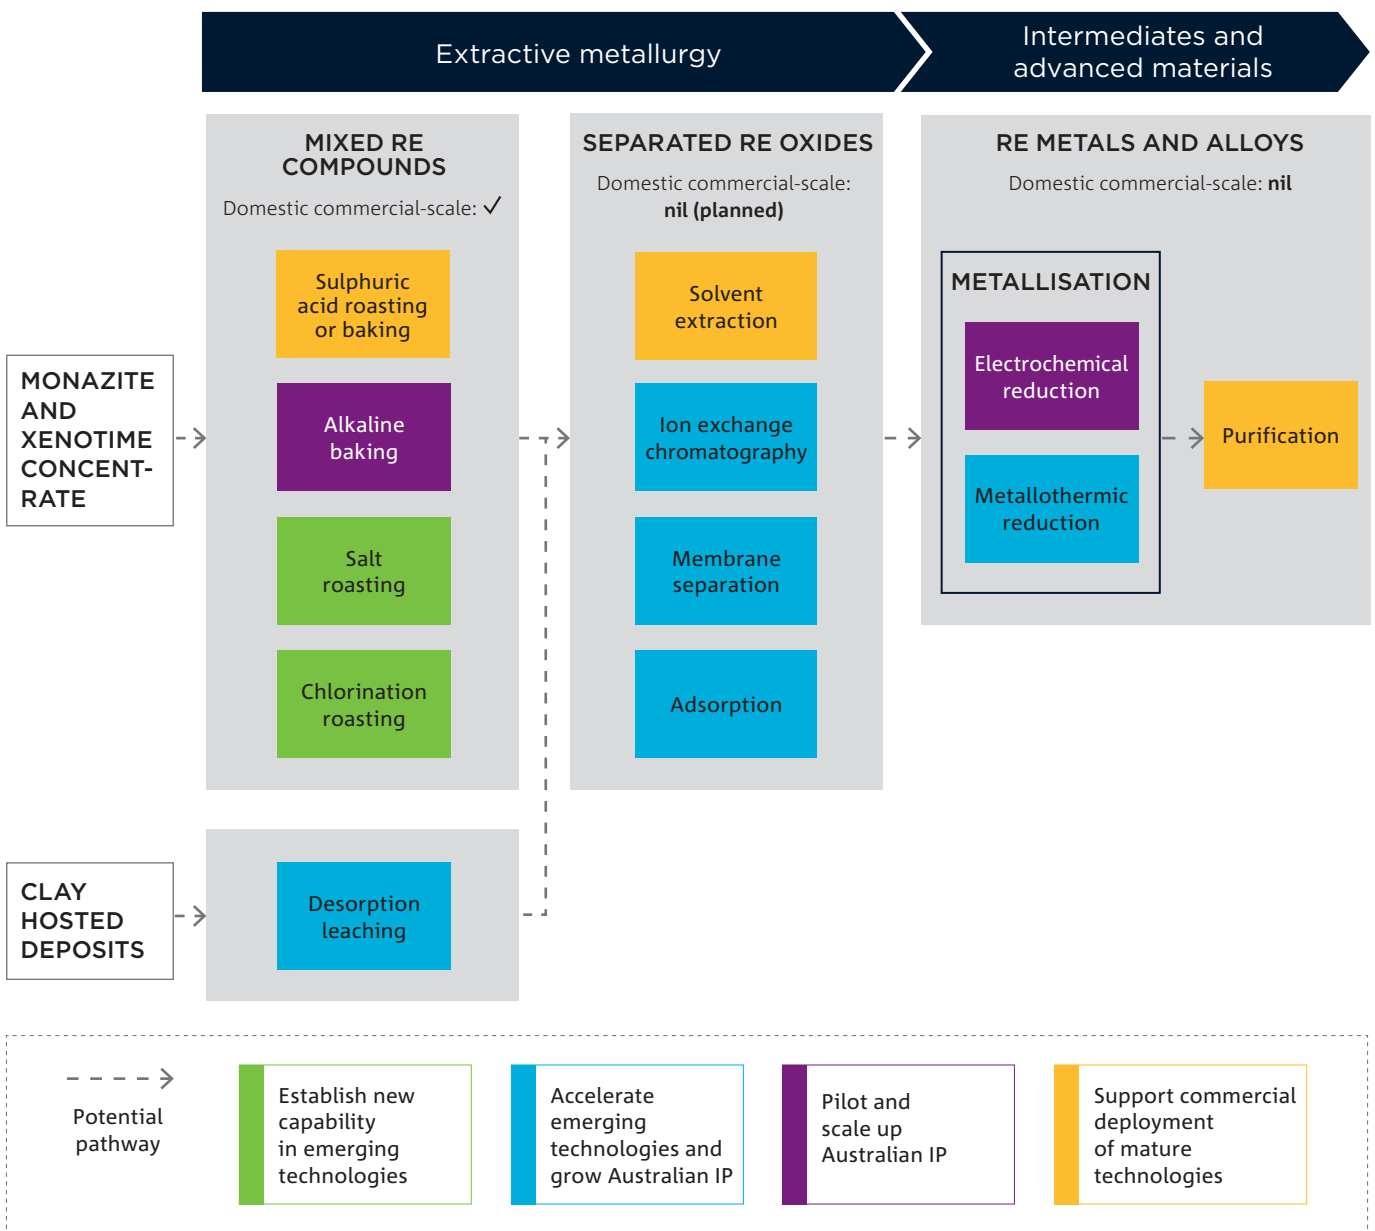 Extractive metallurgy
Intermediates and
advanced materials
MIXED RE
COMPOUNDS
Domestic commercial-scale: ✓
Sulphuric
acid roasting
or baking
Alkaline
baking
Salt
roasting
Chlorination
roasting
SEPARATED RE OXIDES
Domestic commercial-scale:
nil (planned)
Solvent
extraction
Ion exchange
chromatography
Membrane
separation
Adsorption
RE METALS AND ALLOYS
Domestic commercial-scale: nil
METALLISATION
Electrochemical
reduction
Metallothermic
reduction
Purification
MONAZITE
AND
XENOTIME
CONCENT-
RATE
CLAY
HOSTED
DEPOSITS
Desorption
leaching
Potential
pathway
Establish new
capability
in emerging
technologies
Accelerate
emerging
technologies and
grow Australian IP
Pilot and
scale up
Australian IP
Support commercial
deployment
of mature
technologies